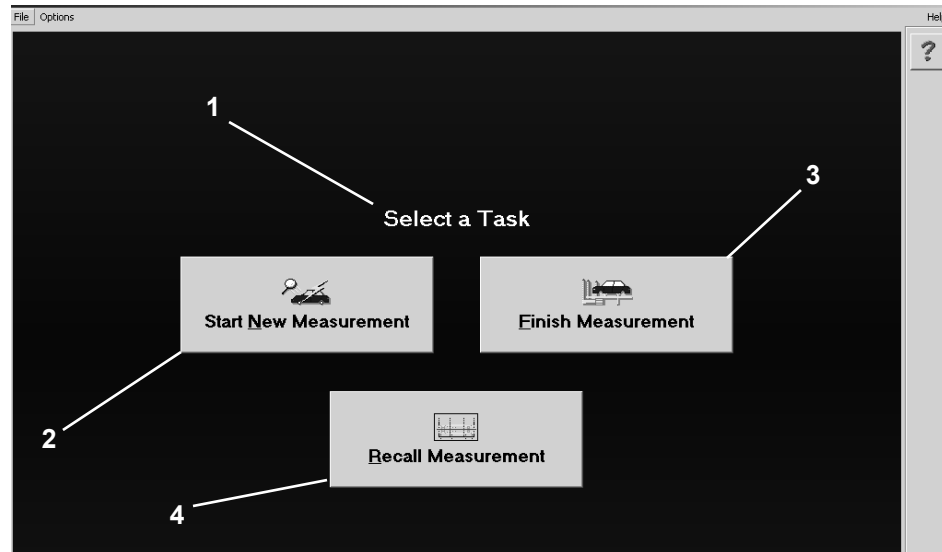 File Options Hel
?
1
3
Select a Task
Start New Measurement
Finish Measurement
2
Recall Measurement
4